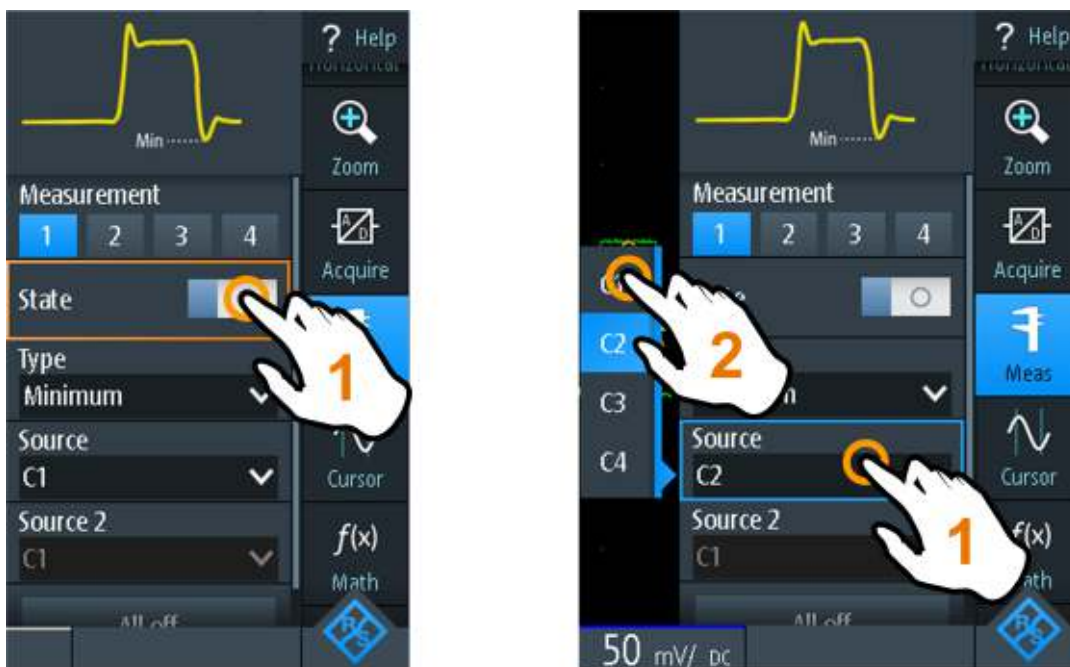 ? Help
Min
Zoom
Measurement
1 2 3 4
A D
Acquire
State
1
Type
Minimum
Source
C1
Cursor
Source 2
C1
f(x)
Math
All off
R&S
? Help
Min
Zoom
Measurement
1 2 3 4
A D
Acquire
C2
2
Meas
C3
Source
C4
C2
Cursor
Source 2
C1
1
f(x)
All off
R&S
50 mV/ DC